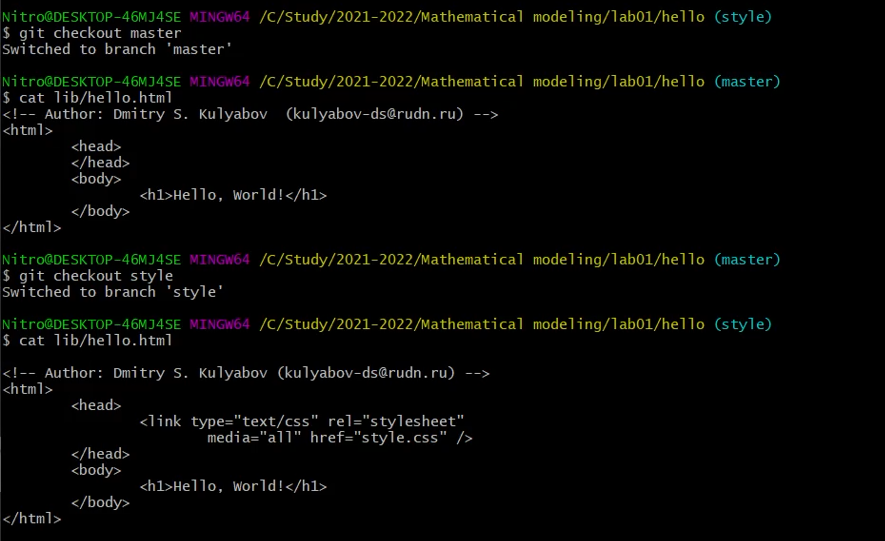 Nitro@DESKTOP-46MJ4SE MINGW64 /C/Study/2021-2022/Mathematical modeling/lab01/hello (style)
$ git checkout master
Switched to branch 'master'

Nitro@DESKTOP-46MJ4SE MINGW64 /C/Study/2021-2022/Mathematical modeling/lab01/hello (master)
$ cat lib/hello.html
<!-- Author: Dmitry S. Kulyabov  (kulyabov-ds@rudn.ru) -->
<html>
        <head>
        </head>
        <body>
                <h1>Hello, World!</h1>
        </body>
</html>

Nitro@DESKTOP-46MJ4SE MINGW64 /C/Study/2021-2022/Mathematical modeling/lab01/hello (master)
$ git checkout style
Switched to branch 'style'

Nitro@DESKTOP-46MJ4SE MINGW64 /C/Study/2021-2022/Mathematical modeling/lab01/hello (style)
$ cat lib/hello.html

<!-- Author: Dmitry S. Kulyabov (kulyabov-ds@rudn.ru) -->
<html>
        <head>
                <link type="text/css" rel="stylesheet"
                        media="all" href="style.css" />
        </head>
        <body>
                <h1>Hello, World!</h1>
        </body>
</html>